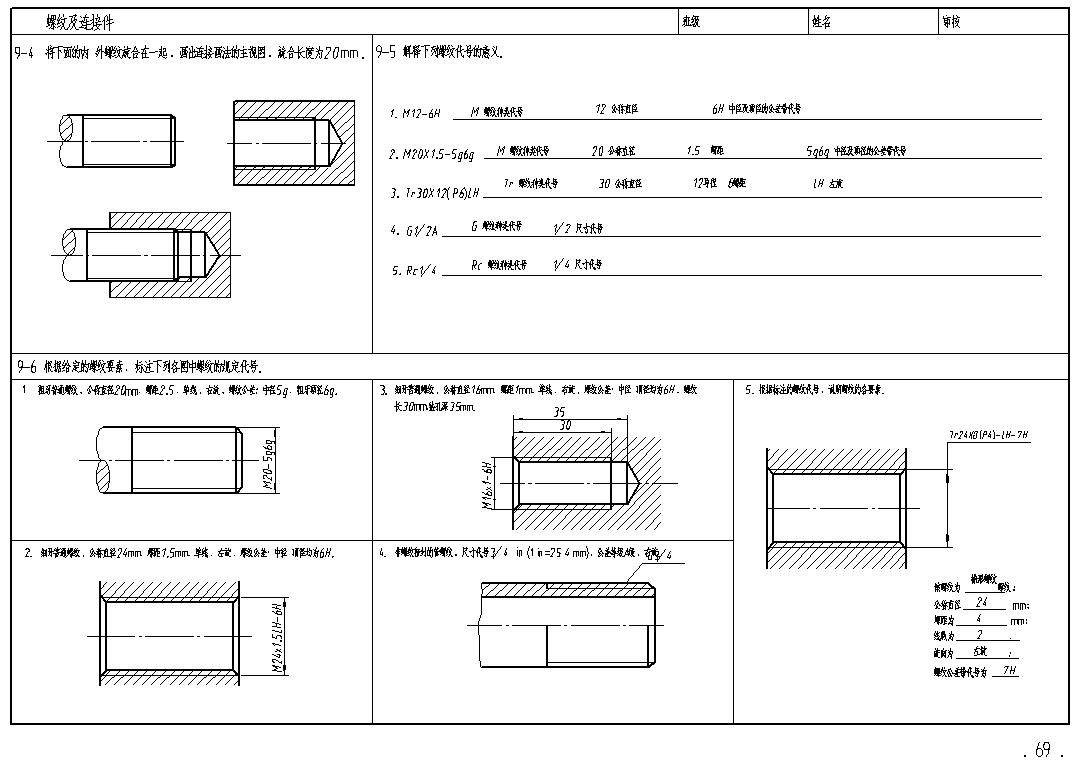 螺纹及连接件 班级 姓名 审核
9-4 将下面的内 外螺纹旋合在一起，画出连接画法的主视图，旋合长度为20mm。
9-5 解释下列螺纹代号的意义。
1. M12-6H M 螺纹种类代号 12 公称直径 6H 中径及顶径的公差带代号
2. M20X1.5-5g6g M 螺纹种类代号 20 公称直径 1.5 螺距 5g6g 中径及顶径的公差带代号
3. Tr30X12(P6)LH Tr 螺纹种类代号 30 公称直径 12导程 6螺距 LH 左旋
4. G1/2A G 螺纹种类代号 1/2 尺寸代号
5. Rc1/4 Rc 螺纹种类代号 1/4 尺寸代号
9-6 根据给定的螺纹要素，标注下列各图中螺纹的规定代号。
1 粗牙普通螺纹，公称直径20mm 螺距2.5，单线，右旋，螺纹公差：中径5g，粗牙顶径6g。
M20-5g6g
2. 细牙普通螺纹，公称直径24mm 螺距1.5mm 单线，左旋，螺纹公差：中径 顶径均为6H。
M24x1.5LH-6H
3. 细牙普通螺纹，公称直径16mm 螺距1mm 单线，右旋，螺纹公差：中径 顶径均为6H，螺纹
长30mm钻孔深35mm.
35
30
M16x1-6H
4. 非螺纹密封的管螺纹，尺寸代号3/4 in (1 in=25 4 mm)，公差等级A级，右旋
3/4
5. 根据标注的螺纹代号，说明螺纹的各要素。
Tr24X8(P4)-LH-7H
该螺纹为 梯形螺纹 螺纹；
公称直径 24 mm;
螺距为 4 mm;
线数为 2 .
旋向为 左旋 ;
螺纹公差带代号为 7H
. 69 .